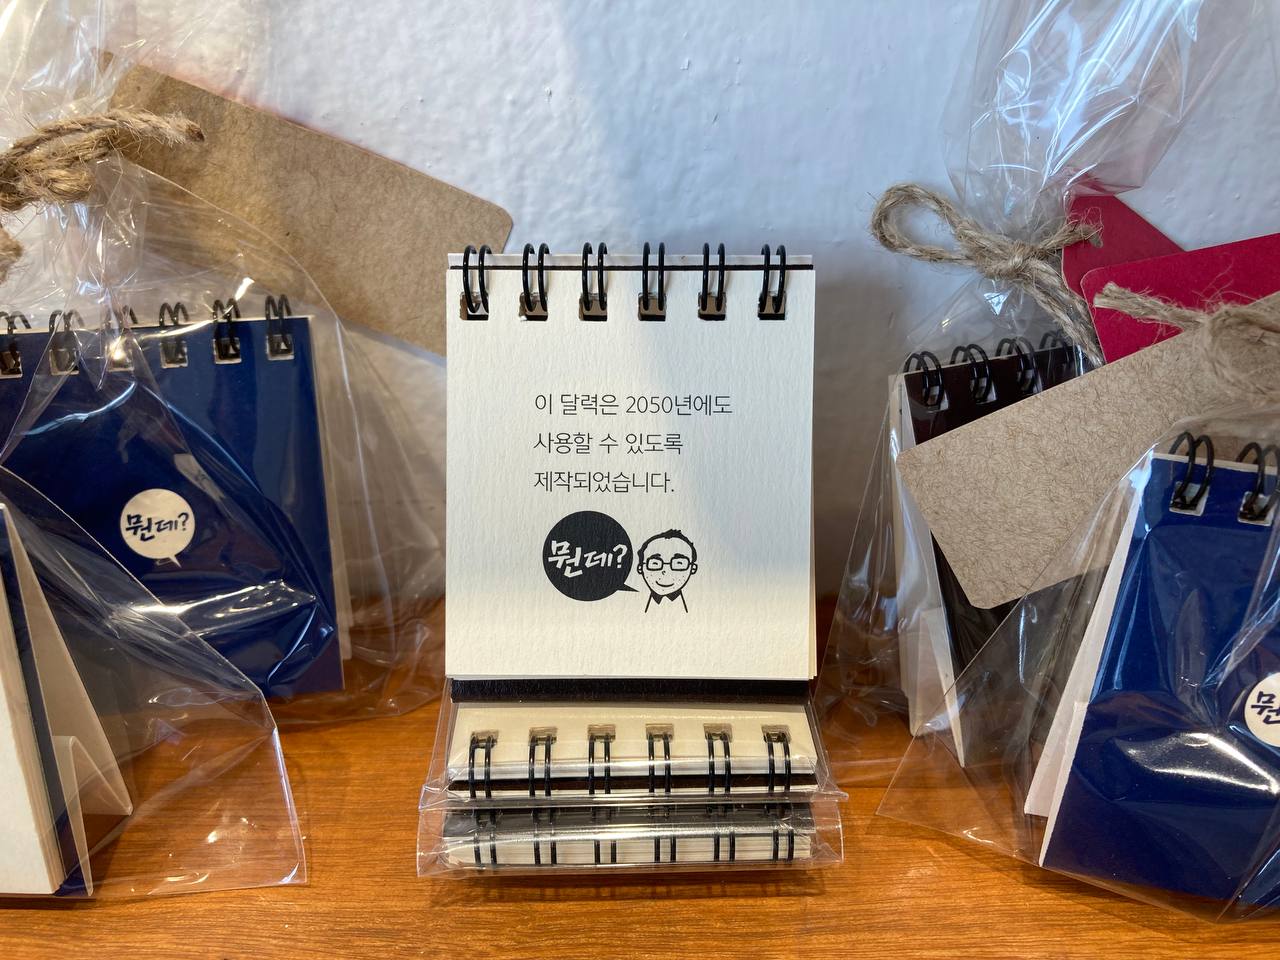 이 달력은 2050년에도
사용할 수 있도록
제작되었습니다.
뭔데?
뭔데?